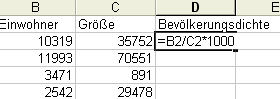 B C D E
Einwohner Größe Bevölkerungsdichte
10319 35752 =B2/C2*1000
11993 70551
3471 891
2542 29478